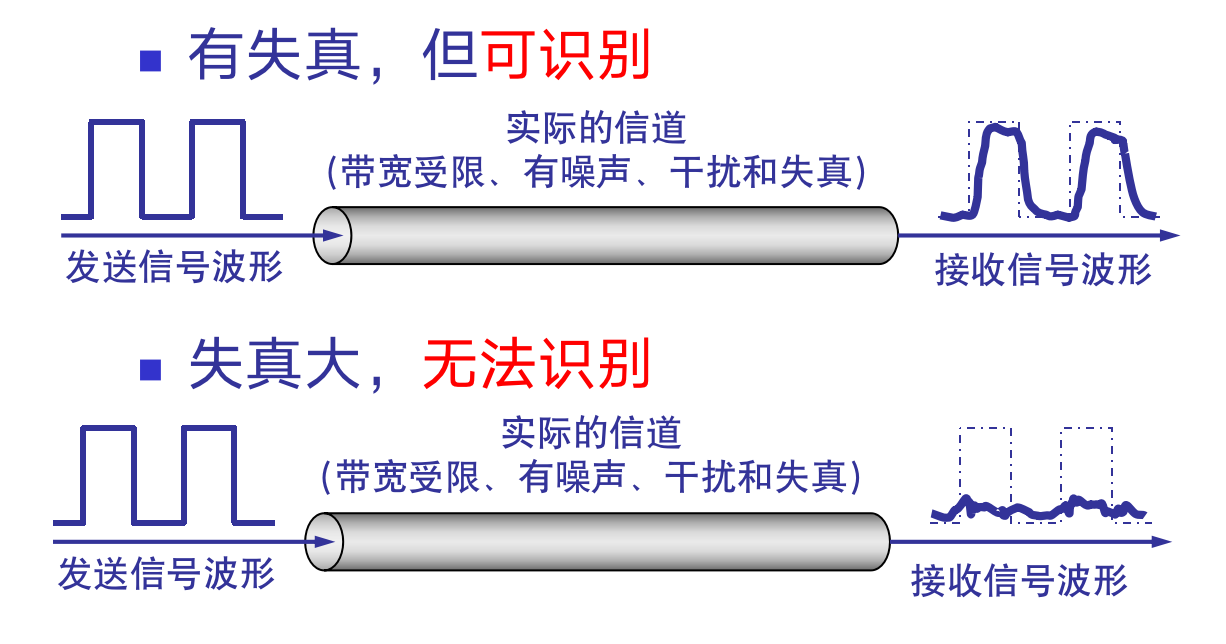 有失真，但可识别
实际的信道
(带宽受限、有噪声、干扰和失真)
发送信号波形
接收信号波形
失真大，无法识别
实际的信道
(带宽受限、有噪声、干扰和失真)
发送信号波形
接收信号波形